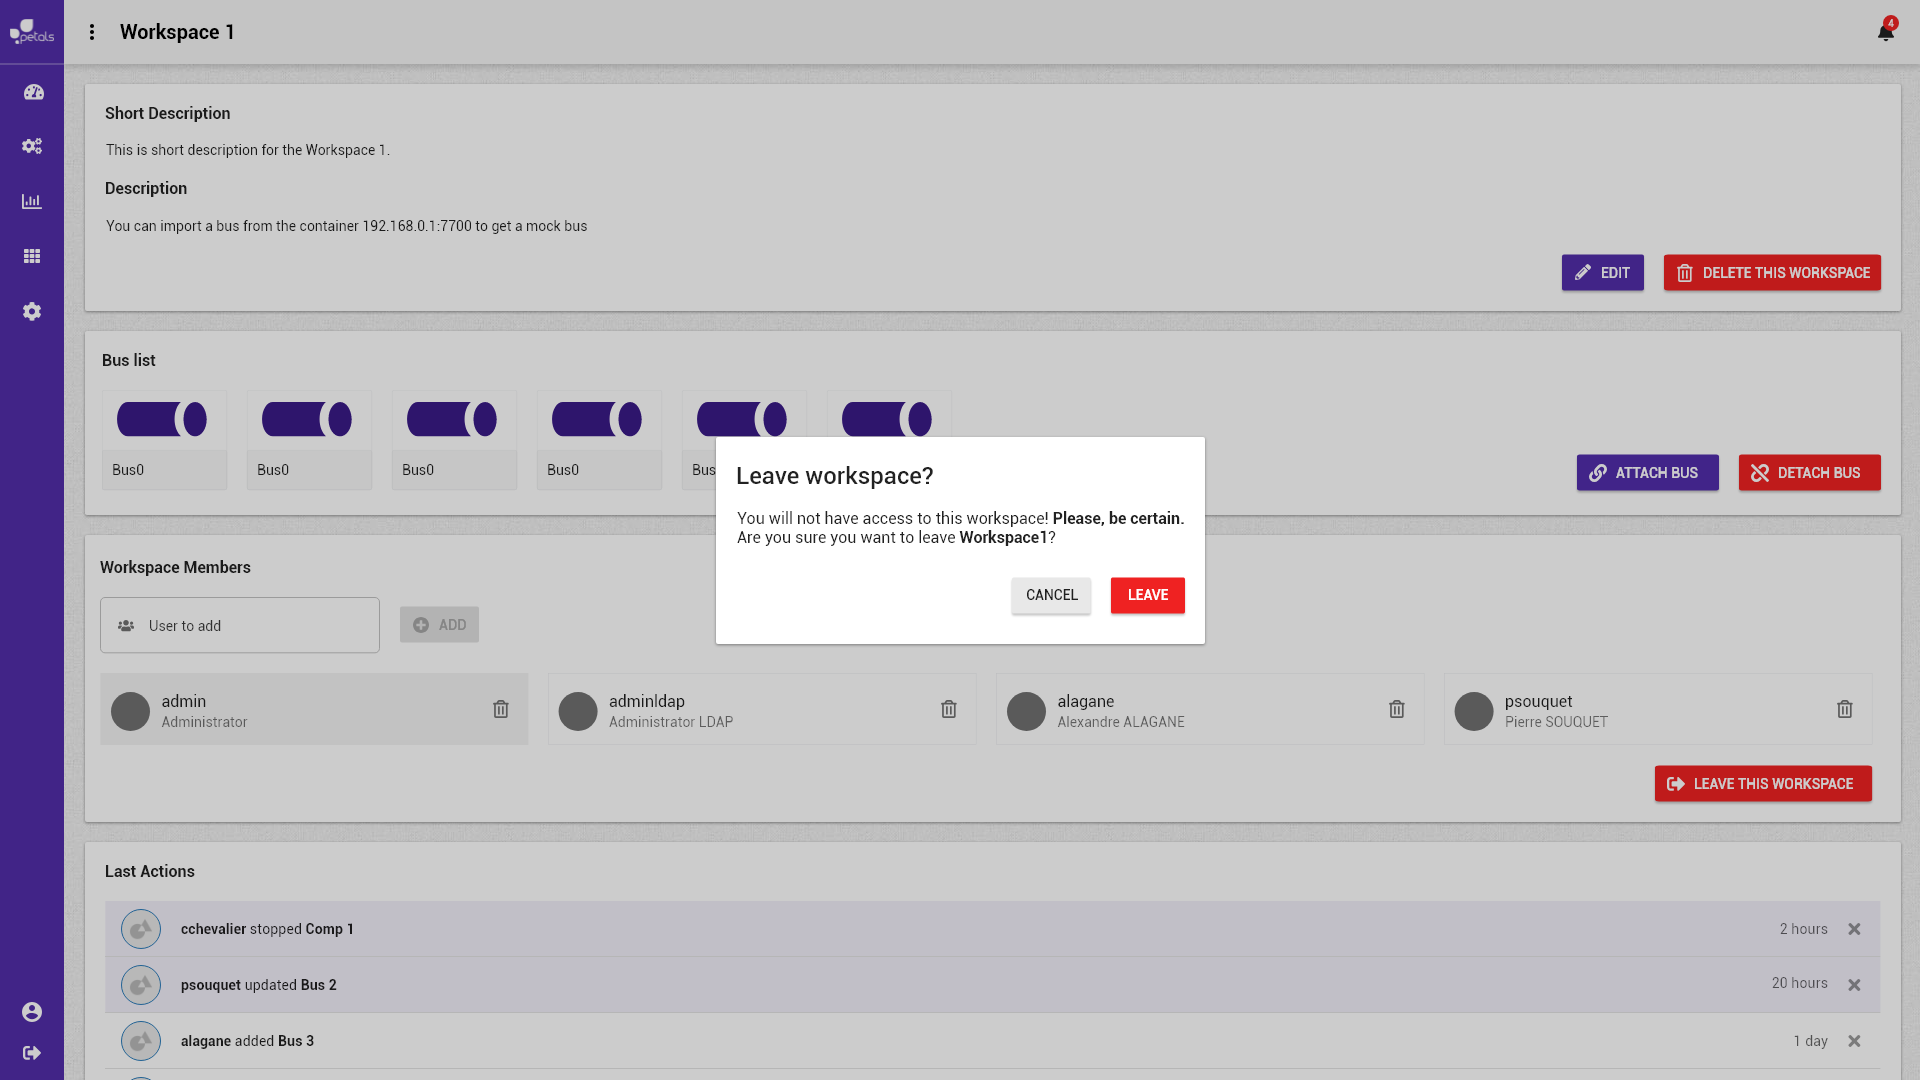 petals
Workspace 1
4
Short Description
This is short description for the Workspace 1.
Description
You can import a bus from the container 192.168.0.1:7700 to get a mock bus
EDIT
DELETE THIS WORKSPACE
Bus list
Bus0
Bus0
Bus0
Bus0
Bus
ATTACH BUS
DETACH BUS
Leave workspace?
You will not have access to this workspace! Please, be certain.
Are you sure you want to leave Workspace1?
CANCEL
LEAVE
Workspace Members
User to add
ADD
admin
Administrator
adminldap
Administrator LDAP
alagane
Alexandre ALAGANE
psouquet
Pierre SOUQUET
LEAVE THIS WORKSPACE
Last Actions
cchevalier stopped Comp 1
2 hours
psouquet updated Bus 2
20 hours
alagane added Bus 3
1 day